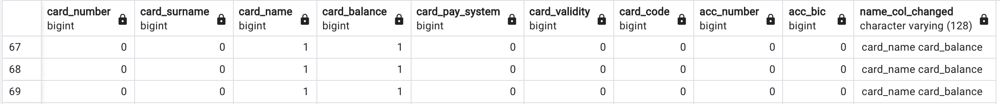 card_number card_surname card_name card_balance card_pay_system card_validity card_code acc_number acc_bic name_col_changed
bigint bigint bigint bigint bigint bigint bigint bigint bigint character varying (128)
67 0 0 1 1 0 0 0 0 0 card_name card_balance
68 0 0 1 1 0 0 0 0 0 card_name card_balance
69 0 0 1 1 0 0 0 0 0 card_name card_balance